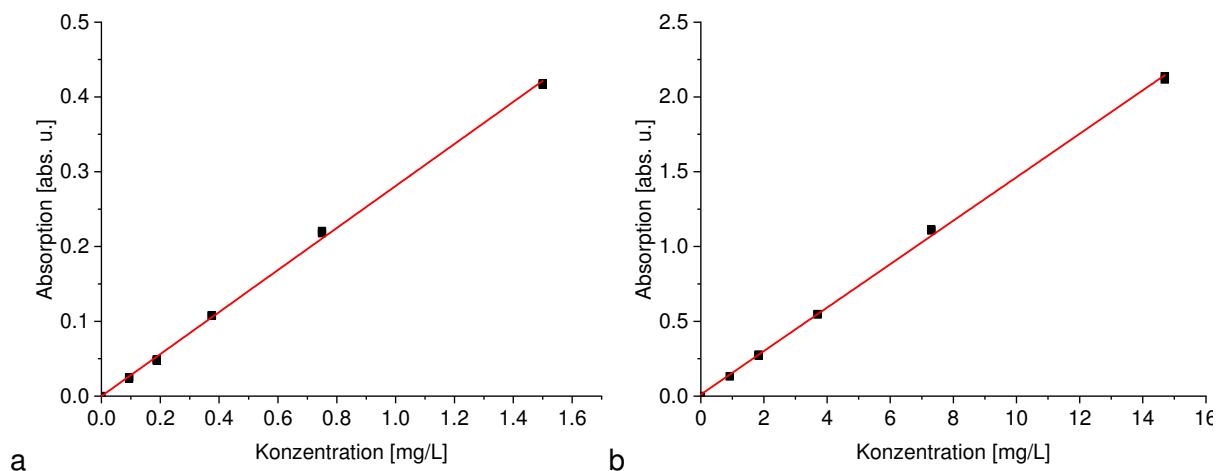 0.5
0.4
0.3
0.2
0.1
0.0
Absorption [abs. u.]
0.0 0.2 0.4 0.6 0.8 1.0 1.2 1.4 1.6
Konzentration [mg/L]
a
2.5
2.0
1.5
1.0
0.5
0.0
Absorption [abs. u.]
0 2 4 6 8 10 12 14 16
Konzentration [mg/L]
b